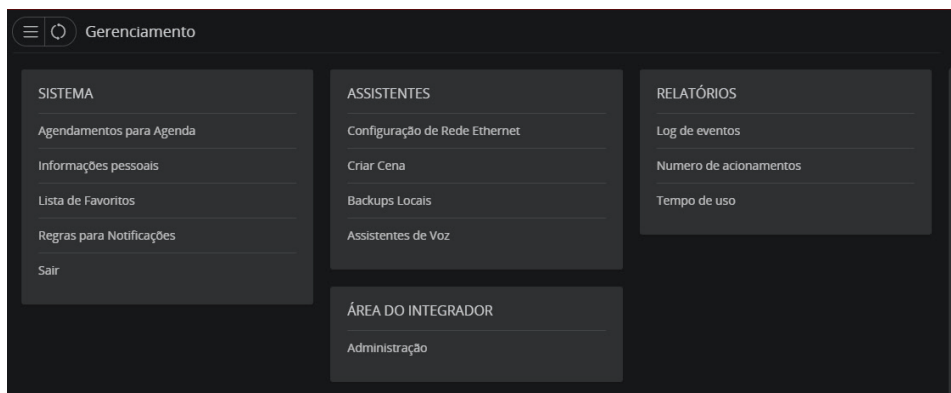 Gerenciamento
SISTEMA
Agendamentos para Agenda
Informações pessoais
Lista de Favoritos
Regras para Notificações
Sair
ASSISTENTES
Configuração de Rede Ethernet
Criar Cena
Backups Locais
Assistentes de Voz
ÁREA DO INTEGRADOR
Administração
RELATÓRIOS
Log de eventos
Numero de acionamentos
Tempo de uso